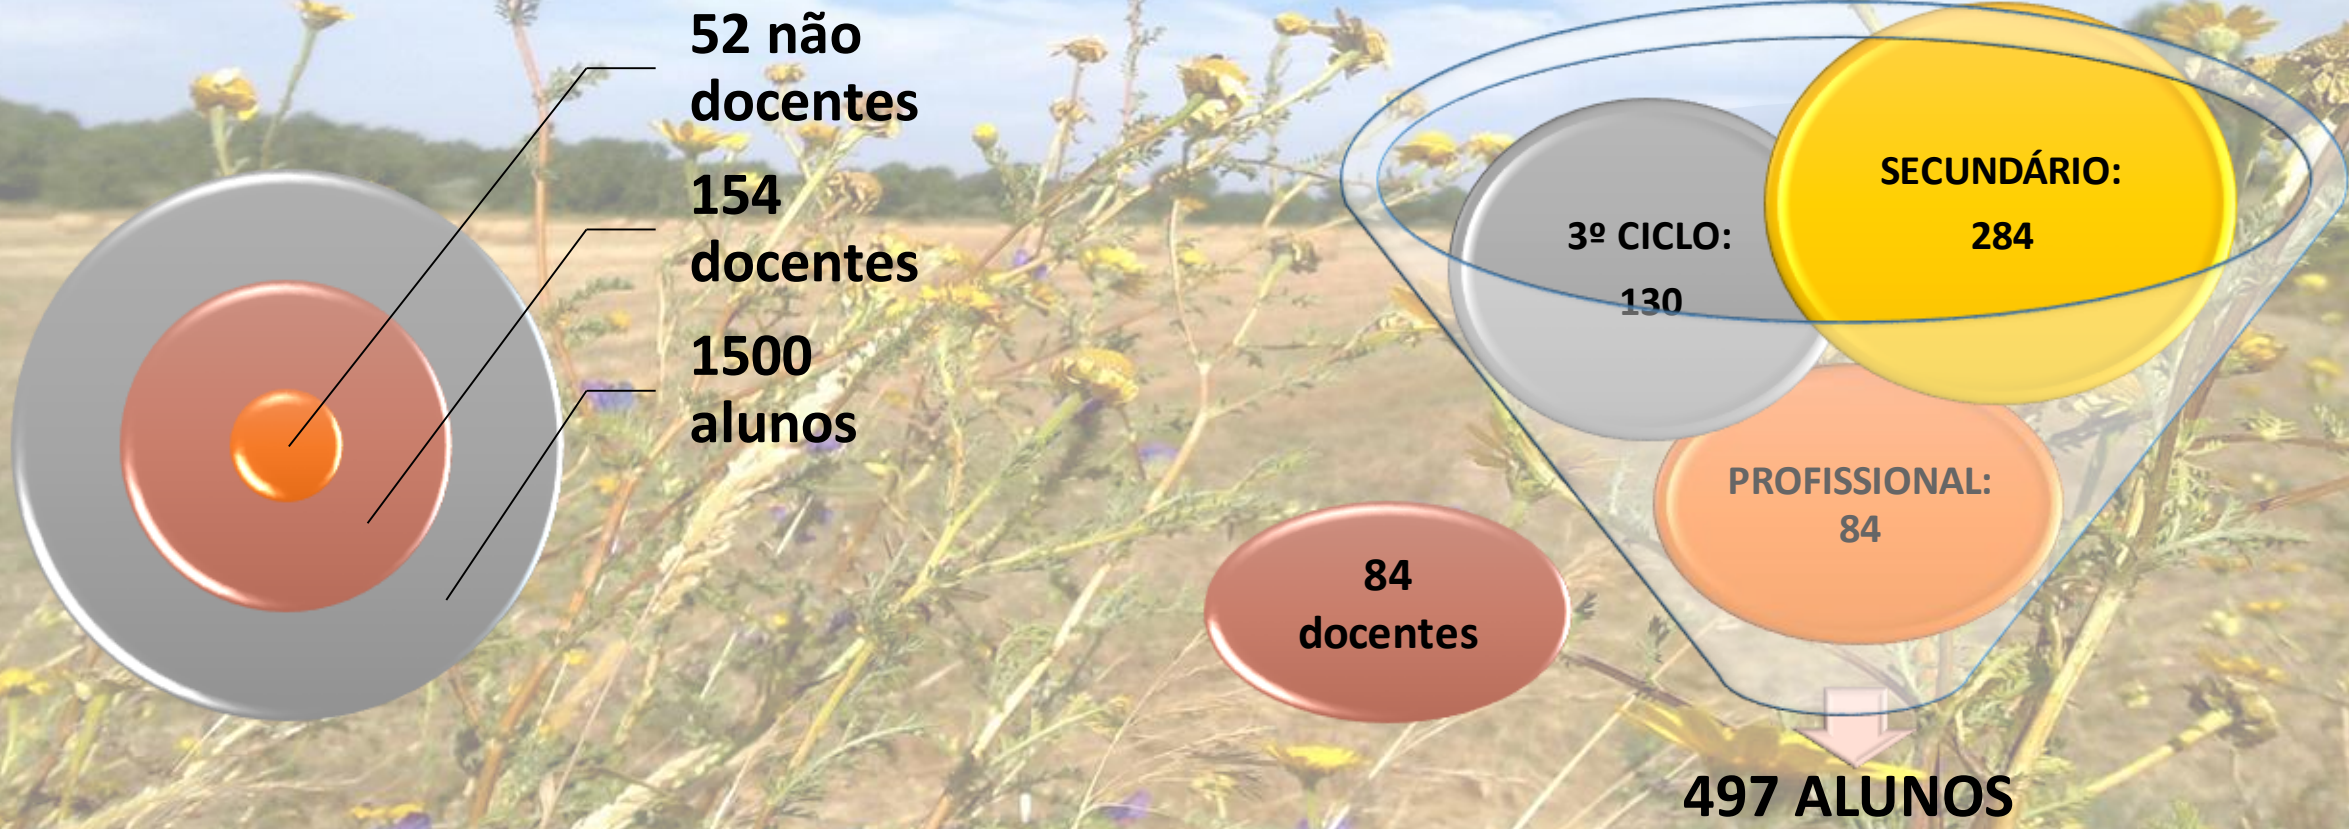 52 não
docentes
154
docentes
1500
alunos
3º CICLO:
130
SECUNDÁRIO:
284
PROFISSIONAL:
84
84
docentes
497 ALUNOS